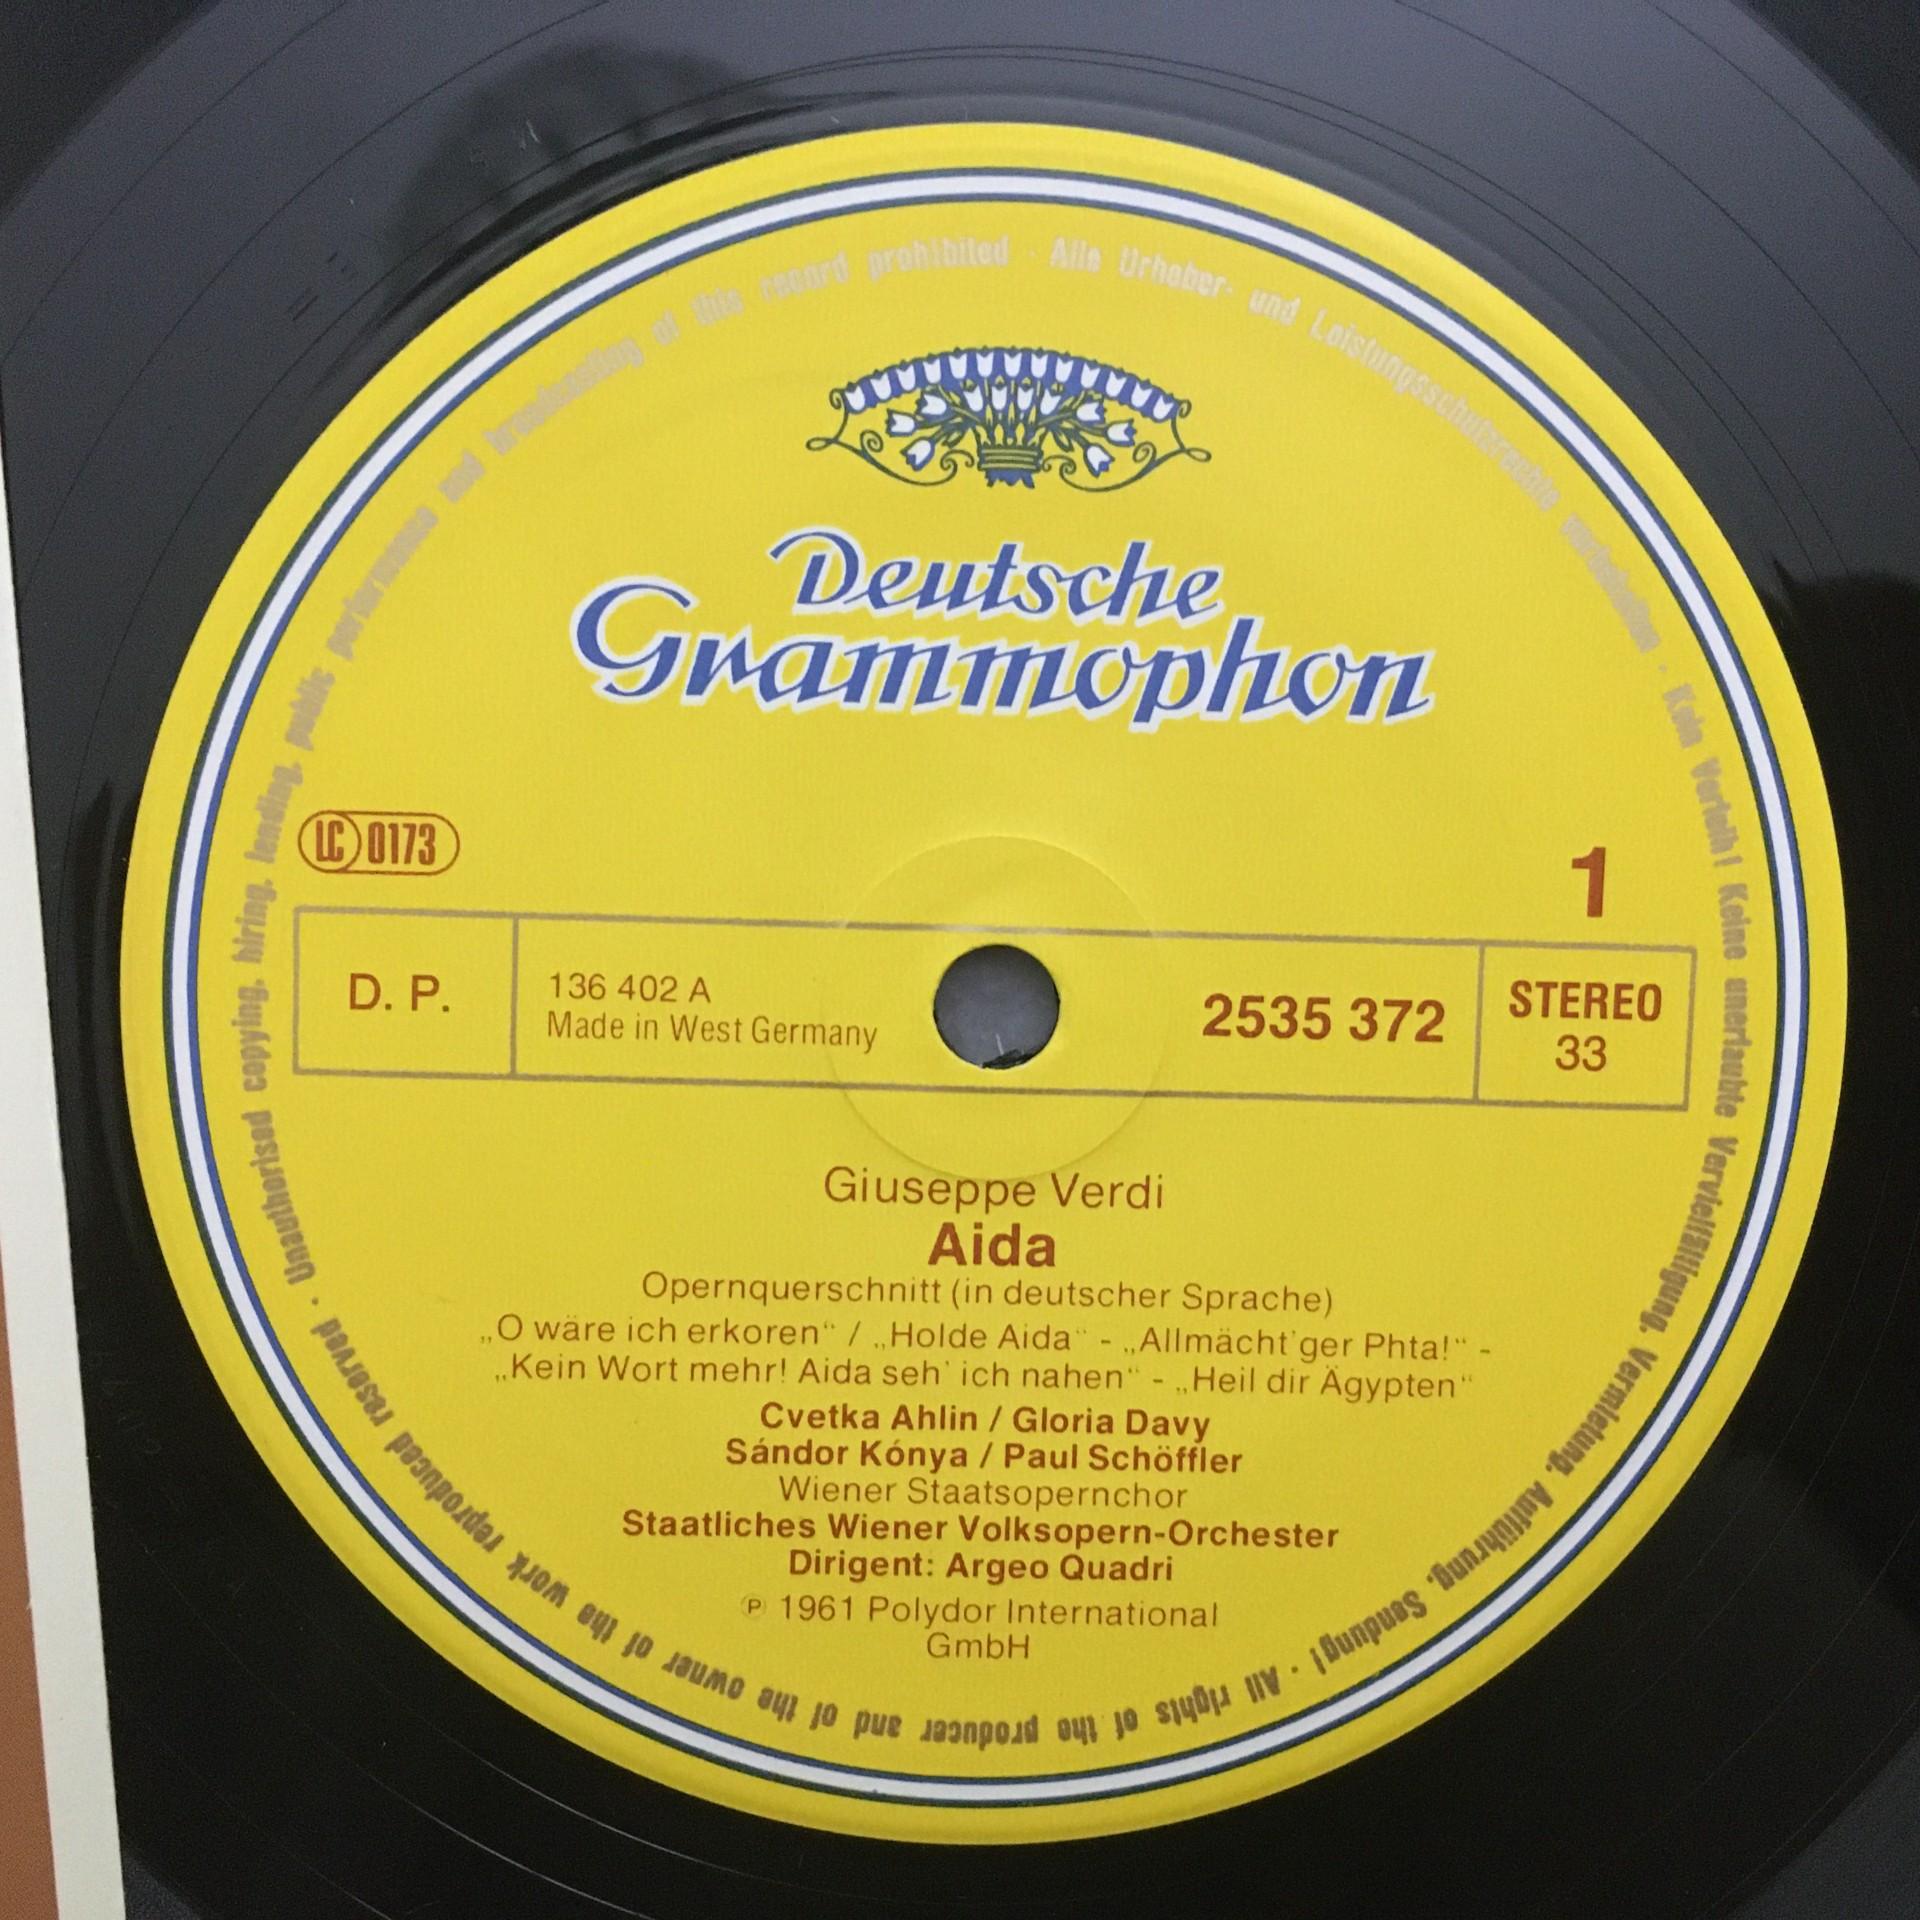 Deutsche
Grammophon
LC 0173
1
D. P.
136 402 A
Made in West Germany
2535 372
STEREO
33
Giuseppe Verdi
Aida
Opernquerschnitt (in deutscher Sprache)
„O wäre ich erkoren“ / „Holde Aida“ - „Allmächt'ger Phta!“ -
„Kein Wort mehr! Aida seh' ich nahen“ - „Heil dir Ägypten“
Cvetka Ahlin / Gloria Davy
Sándor Kónya / Paul Schöffler
Wiener Staatsopernchor
Staatliches Wiener Volksopern-Orchester
Dirigent: Argeo Quadri
℗ 1961 Polydor International
GmbH
Alle Urheber- und Leistungsschutzrechte vorbehalten · Kein Verleih! Keine unerlaubte Vervielfältigung, Vermietung, Aufführung, Sendung! · All rights of the producer and of the owner of the work reproduced reserved · Unauthorised copying, hiring, lending, public performance and broadcasting of this record prohibited ·